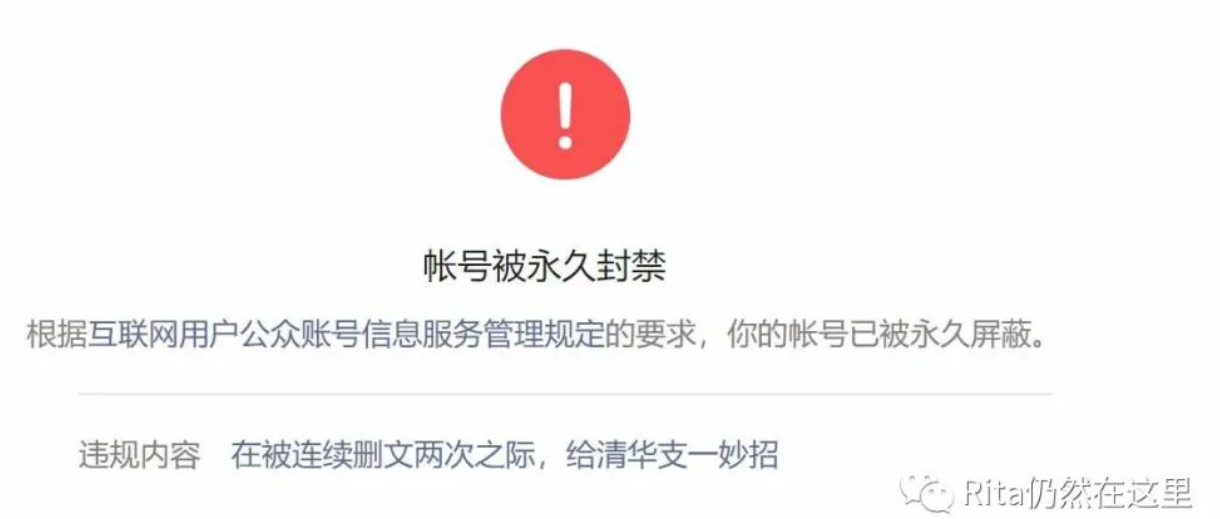 帐号被永久封禁
根据互联网用户公众账号信息服务管理规定的要求，你的帐号已被永久屏蔽。
违规内容 在被连续删文两次之际，给清华支一妙招
Rita仍然在这里